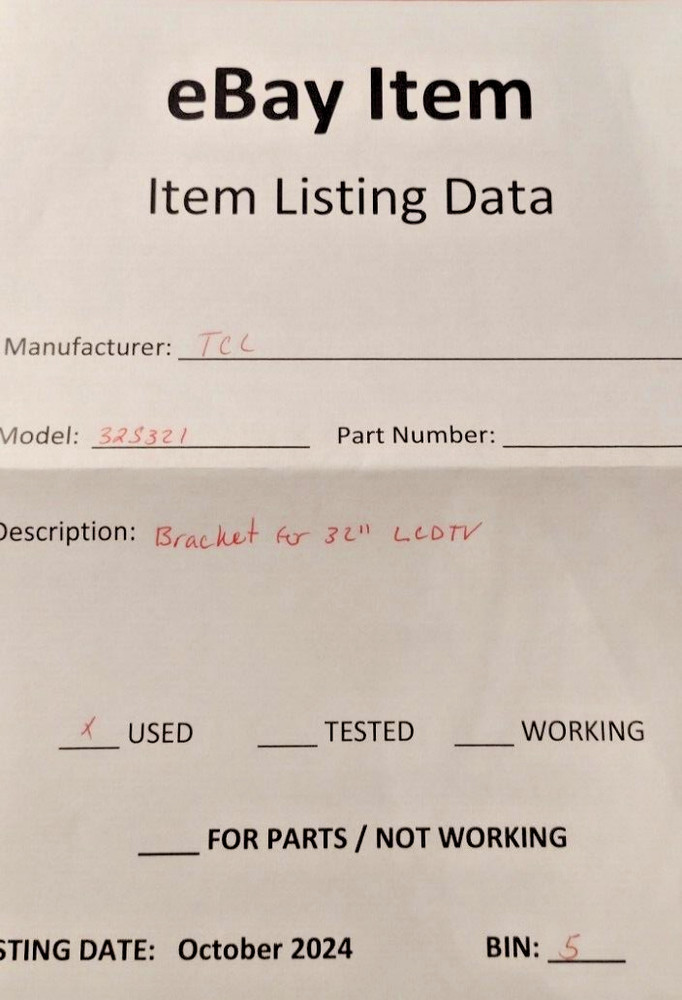 eBay Item
Item Listing Data
Manufacturer: TCL
Model: 32S321 Part Number:
Description: Bracket for 32" LCDTV
X USED TESTED WORKING
FOR PARTS / NOT WORKING
STING DATE: October 2024 BIN: 5